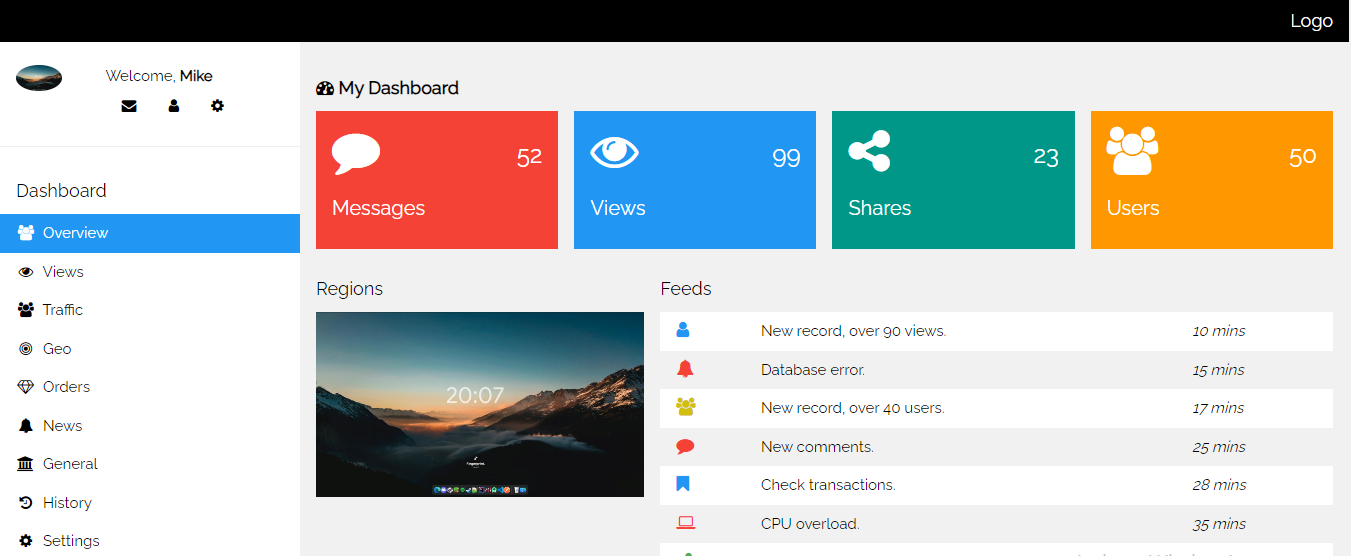 Logo
Welcome, Mike
Dashboard
Overview
Views
Traffic
Geo
Orders
News
General
History
Settings
My Dashboard
52
Messages
99
Views
23
Shares
50
Users
Regions
20:07
Feeds
New record, over 90 views. 10 mins
Database error. 15 mins
New record, over 40 users. 17 mins
New comments. 25 mins
Check transactions. 28 mins
CPU overload. 35 mins